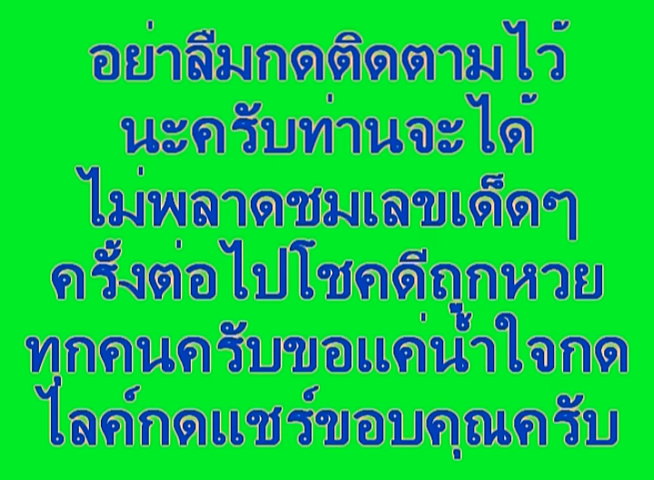 อย่าลืมกดติดตามไว้
นะครับท่านจะได้
ไม่พลาดชมเลขเด็ดๆ
ครั้งต่อไปโชคดีถูกหวย
ทุกคนครับขอแค่น้ำใจกด
ไลค์กดแชร์ขอบคุณครับ